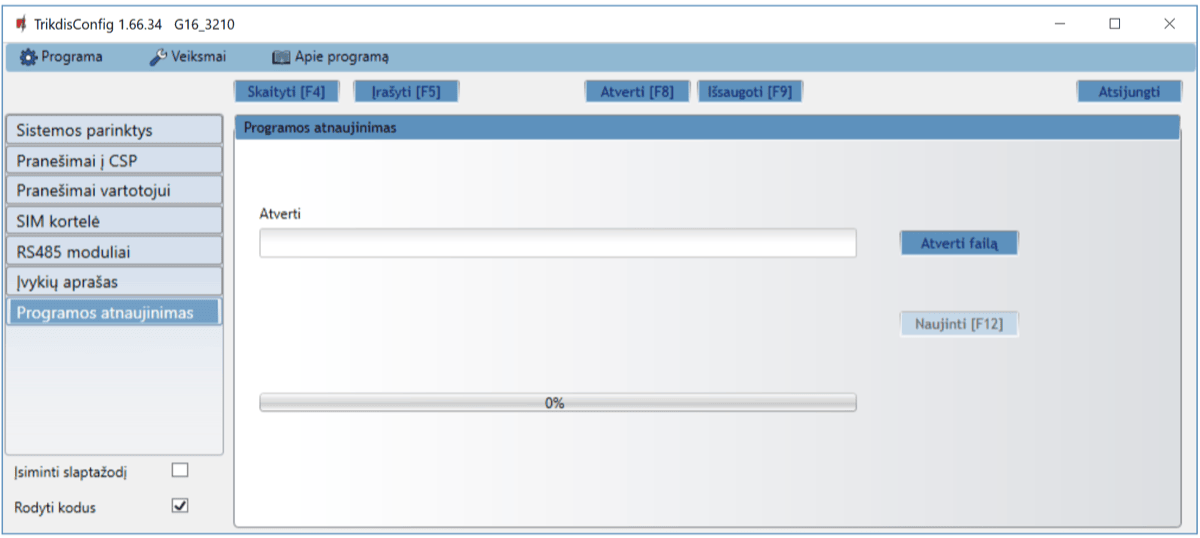 TrikdisConfig 1.66.34 G16_3210
Programa Veiksmai Apie programą
Skaityti [F4] Įrašyti [F5] Atverti [F8] Išsaugoti [F9] Atsijungti
Sistemos parinktys
Pranešimai į CSP
Pranešimai vartotojui
SIM kortelė
RS485 moduliai
Įvykių aprašas
Programos atnaujinimas
Įsiminti slaptažodį
Rodyti kodus
Programos atnaujinimas
Atverti
Atverti failą
Naujinti [F12]
0%